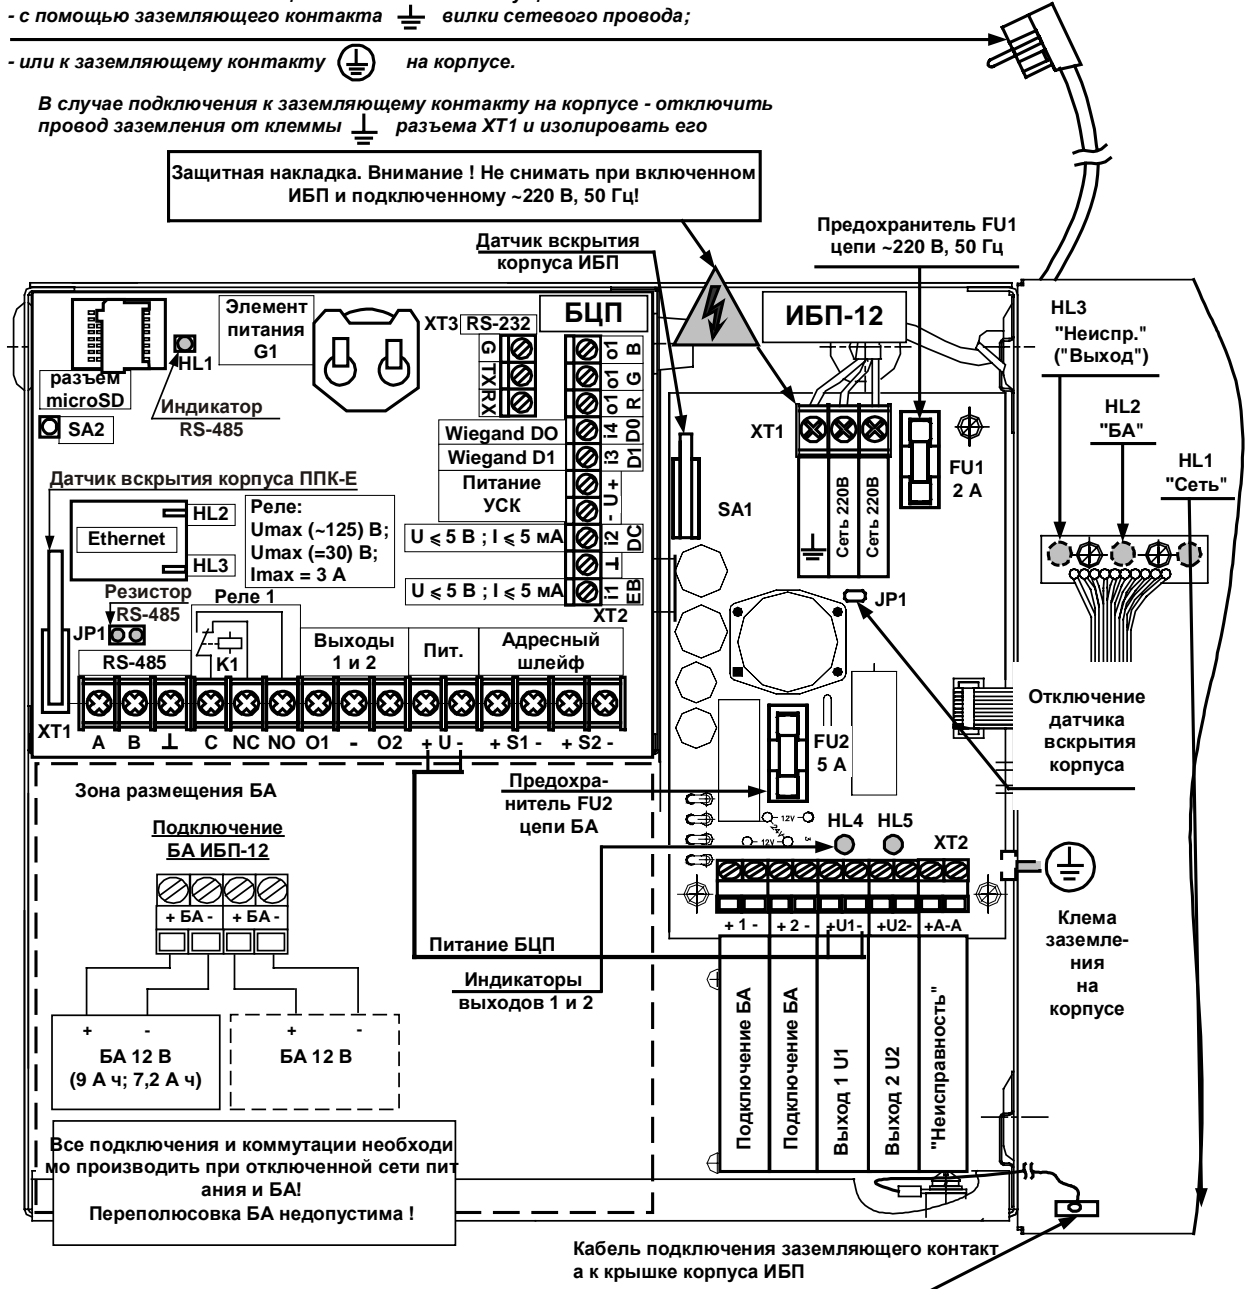 - с помощью заземляющего контакта вилки сетевого провода;
- или к заземляющему контакту на корпусе.
В случае подключения к заземляющему контакту на корпусе - отключить
провод заземления от клеммы разъема ХТ1 и изолировать его
Защитная накладка. Внимание ! Не снимать при включенном
ИБП и подключенному ~220 В, 50 Гц!
Датчик вскрытия
корпуса ИБП
Предохранитель FU1
цепи ~220 В, 50 Гц
HL3
"Неиспр."
("Выход")
HL2
"БА"
HL1
"Сеть"
Элемент
питания
G1
ХТ3
RS-232
БЦП
ИБП-12
HL1
разъем
microSD
Индикатор
RS-485
SA2
G
TX
RX
o1 B
o1 G
o1 R
i4 D0
i3 D1
- U +
i2 DC
⊥
i1 EB
Wiegand DO
Wiegand D1
Питание
УСК
U ⩽ 5 В ; I ⩽ 5 мА
U ⩽ 5 В ; I ⩽ 5 мА
ХТ2
ХТ1
FU1
2 А
SA1
Сеть 220В
Сеть 220В
JP1
Датчик вскрытия корпуса ППК-Е
Ethernet
HL2
HL3
Реле:
Umax (~125) В;
Umax (=30) В;
Imax = 3 А
Резистор
RS-485
JP1
Реле 1
K1
RS-485
Выходы
1 и 2
Пит.
Адресный
шлейф
ХТ1
A B ⊥ C NC NO O1 - O2 + U - + S1 - + S2 -
Отключение
датчика
вскрытия
корпуса
FU2
5 А
Предохра-
нитель FU2
цепи БА
Зона размещения БА
Подключение
БА ИБП-12
12V
24V
12V
HL4 HL5
ХТ2
+ БА - + БА -
+ 1 - + 2 - +U1- +U2- +A-A
Питание БЦП
Индикаторы
выходов 1 и 2
Клема
заземле-
ния
на
корпусе
Подключение БА
Подключение БА
Выход 1 U1
Выход 2 U2
"Неисправность"
+ -
БА 12 В
(9 А ч; 7,2 А ч)
+ -
БА 12 В
Все подключения и коммутации необходи
мо производить при отключенной сети пит
ания и БА!
Переполюсовка БА недопустима !
Кабель подключения заземляющего контакт
а к крышке корпуса ИБП